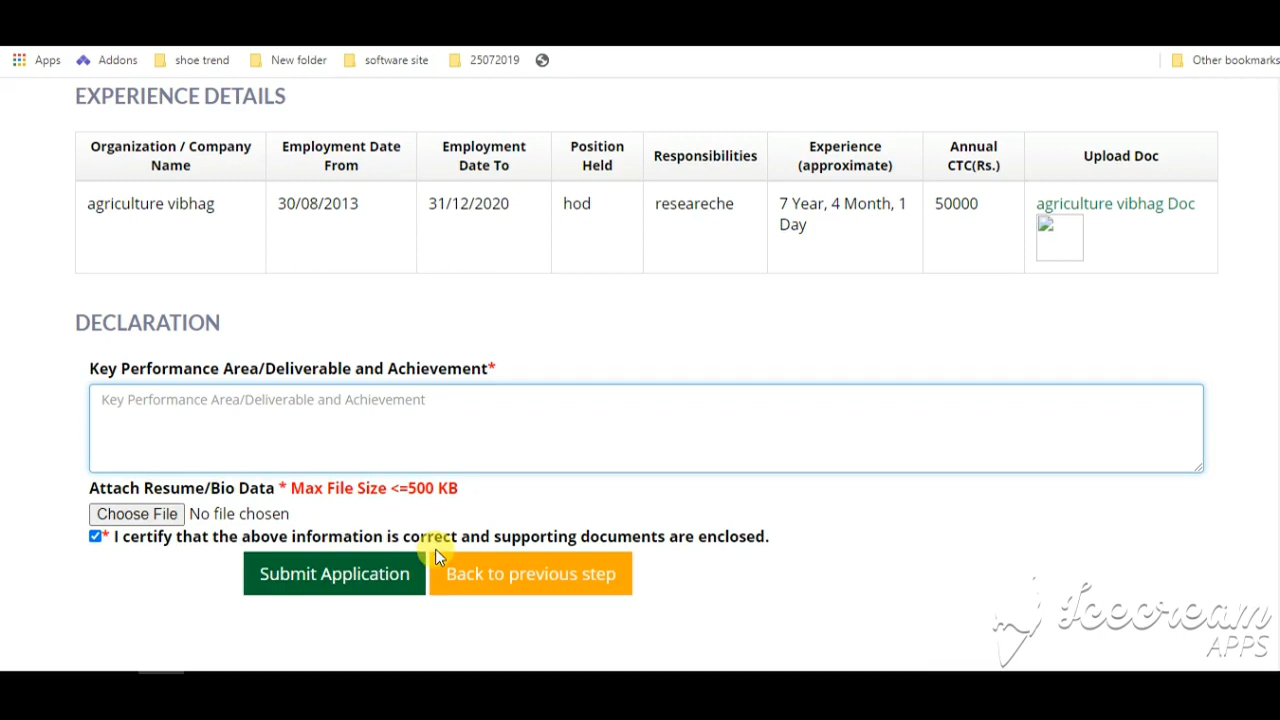 Apps Addons shoe trend New folder software site 25072019 Other bookmarks
EXPERIENCE DETAILS
Organization / Company Name Employment Date From Employment Date To Position Held Responsibilities Experience (approximate) Annual CTC(Rs.) Upload Doc
agriculture vibhag 30/08/2013 31/12/2020 hod researeche 7 Year, 4 Month, 1 Day 50000 agriculture vibhag Doc
DECLARATION
Key Performance Area/Deliverable and Achievement*
Key Performance Area/Deliverable and Achievement
Attach Resume/Bio Data * Max File Size <=500 KB
Choose File No file chosen
* I certify that the above information is correct and supporting documents are enclosed.
Submit Application Back to previous step
Icecream
APPS